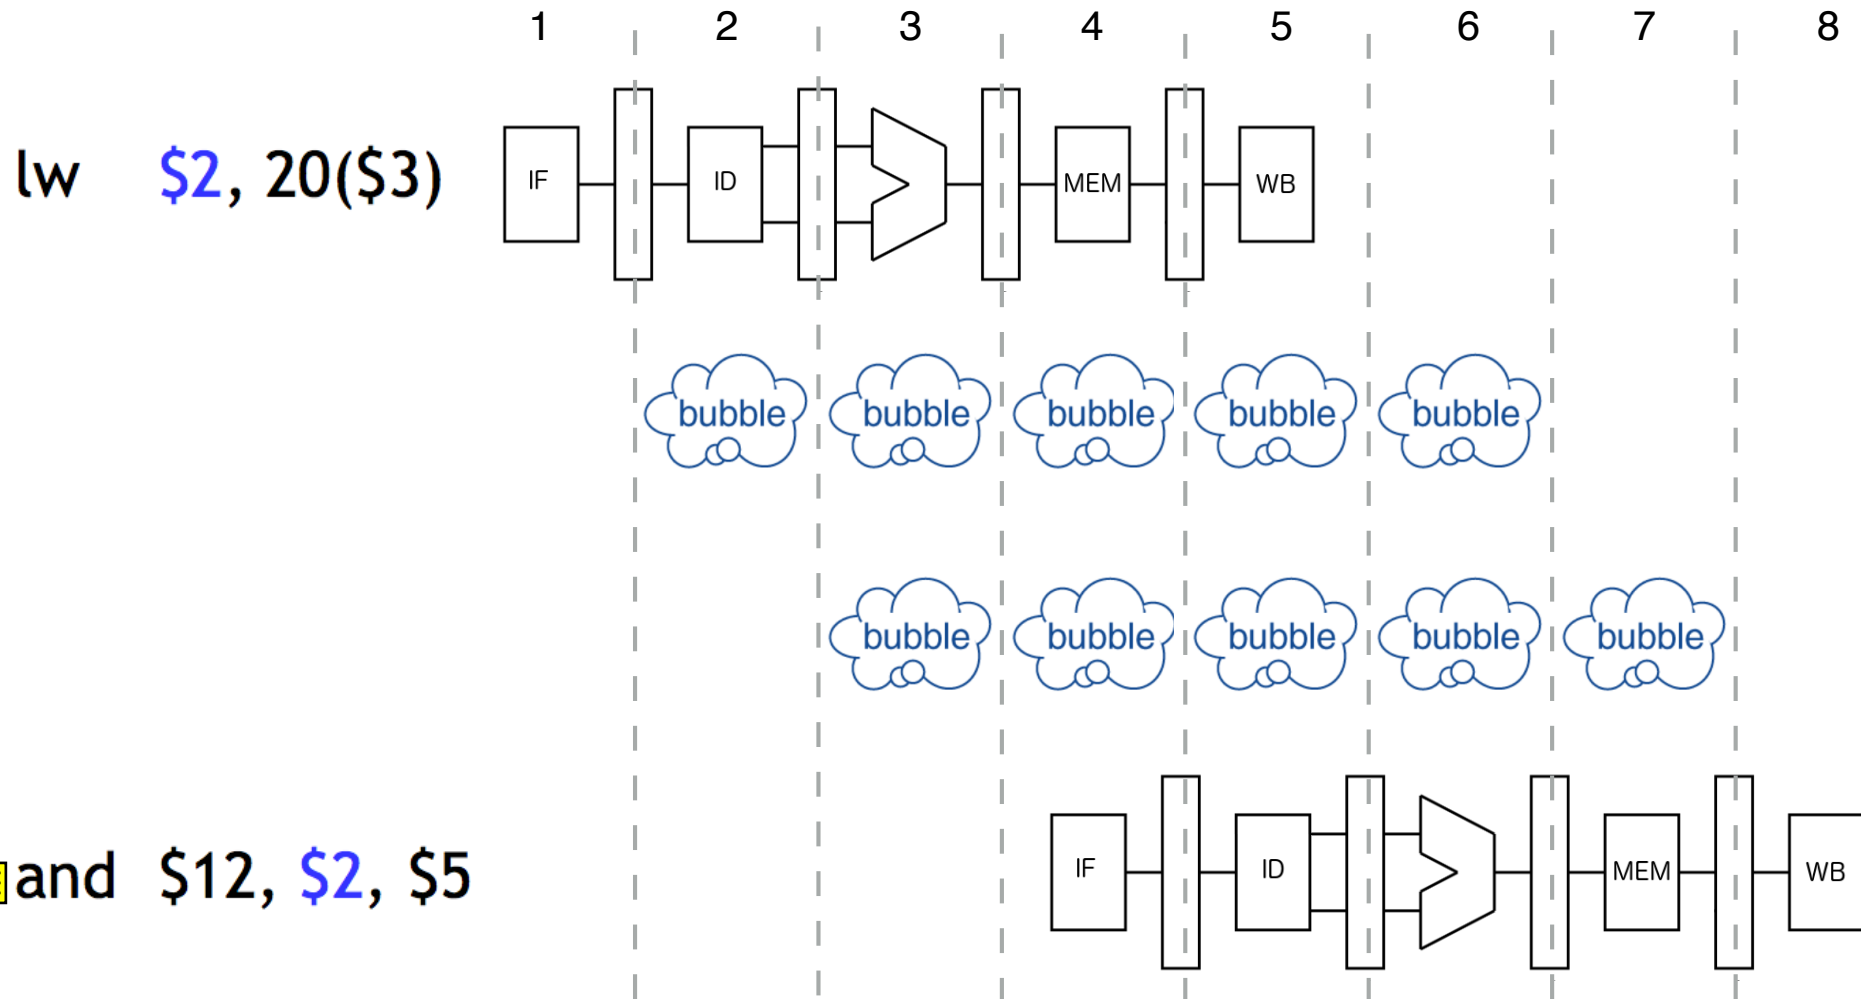 1 2 3 4 5 6 7 8
lw $2, 20($3) IF ID MEM WB
bubble bubble bubble bubble bubble
bubble bubble bubble bubble bubble
and $12, $2, $5 IF ID MEM WB